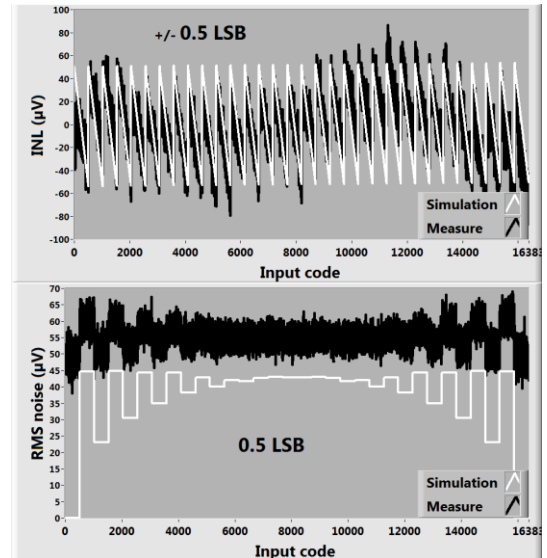 100
80
60
40
20
0
-20
-40
-60
-80
-100
INL (µV)
+/- 0.5 LSB
Simulation
Measure
0 2000 4000 6000 8000 10000 12000 14000 16383
Input code
70
65
60
55
50
45
40
35
30
25
20
15
10
5
0
RMS noise (µV)
0.5 LSB
Simulation
Measure
0 2000 4000 6000 8000 10000 12000 14000 16383
Input code